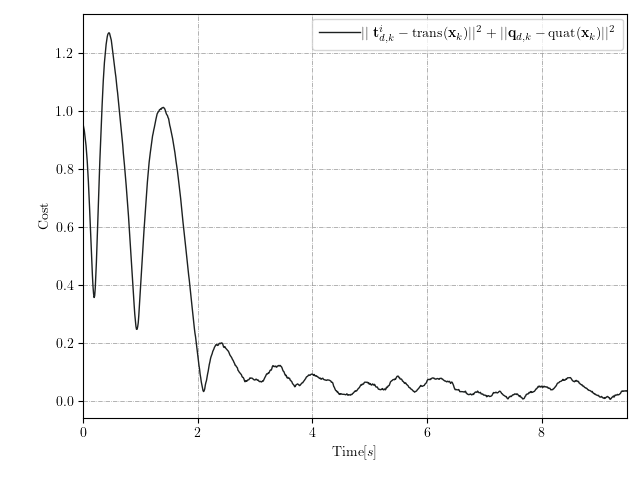 || t^i_{d,k} − trans(x_k)||^2 + ||q_{d,k} − quat(x_k)||^2
1.2
1.0
0.8
0.6
0.4
0.2
0.0
Cost
0 2 4 6 8
Time[s]